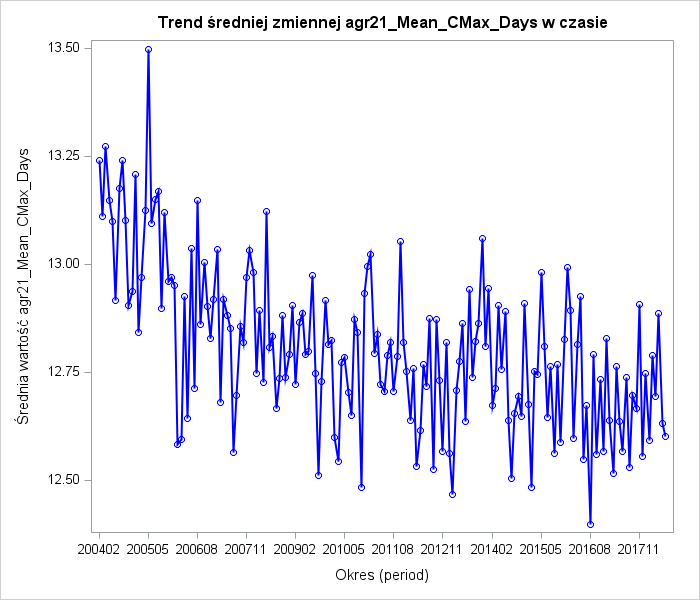 Trend średniej zmiennej agr21_Mean_CMax_Days w czasie
Średnia wartość agr21_Mean_CMax_Days
13.50
13.25
13.00
12.75
12.50
200402 200505 200608 200711 200902 201005 201108 201211 201402 201505 201608 201711
Okres (period)